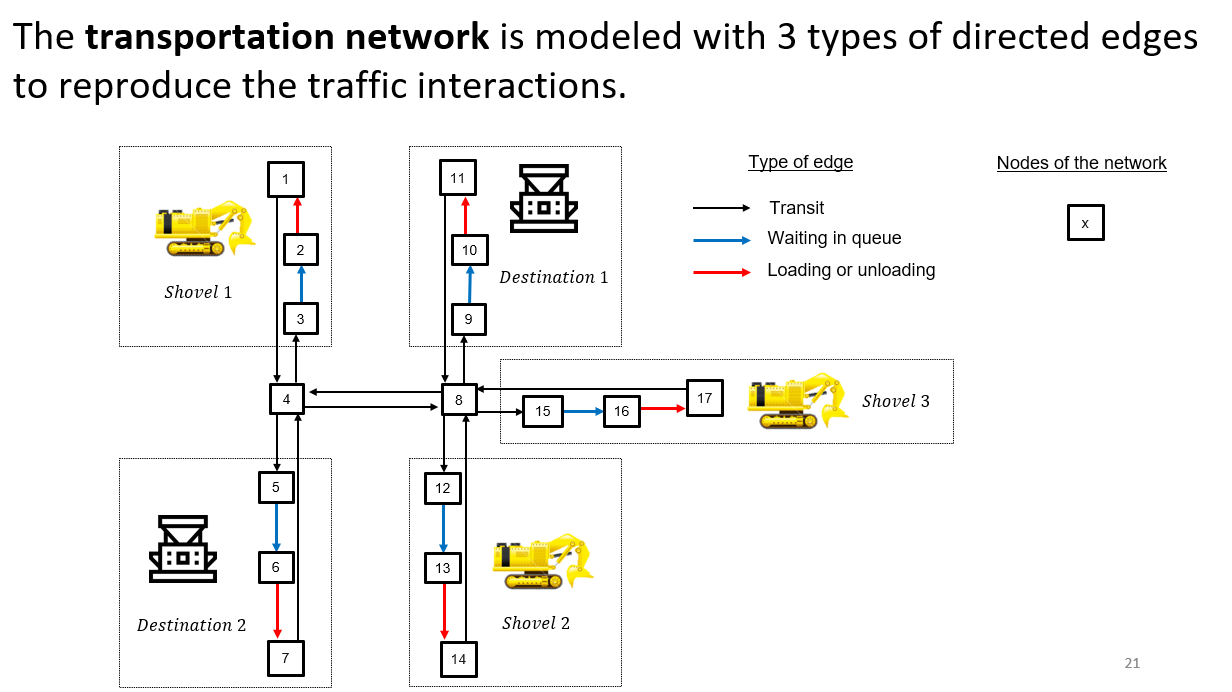 The transportation network is modeled with 3 types of directed edges
to reproduce the traffic interactions.
Type of edge
Nodes of the network
Transit
Waiting in queue
Loading or unloading
x
1
2
3
Shovel 1
11
10
9
Destination 1
4
8
15
16
17
Shovel 3
5
6
7
Destination 2
12
13
14
Shovel 2
21